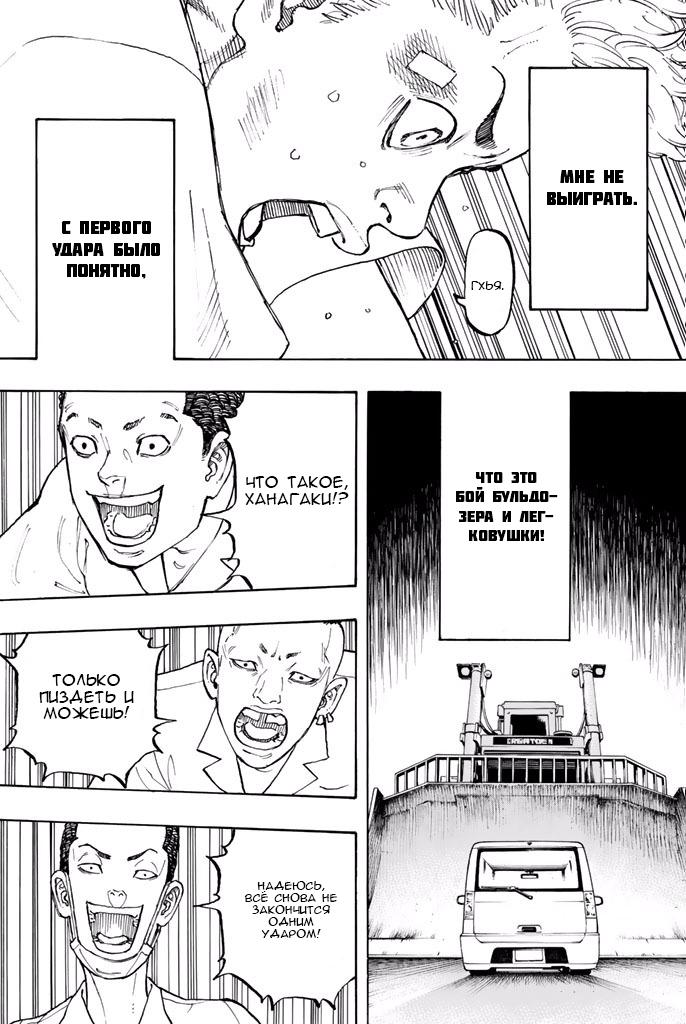 МНЕ НЕ
ВЫИГРАТЬ.
С ПЕРВОГО
УДАРА БЫЛО
ПОНЯТНО,
ГХЬЯ.
ЧТО ЭТО
БОЙ БУЛЬДО-
ЗЕРА И ЛЕГ-
КОВУШКИ!
ЧТО ТАКОЕ,
ХАНАГАКИ!?
ТОЛЬКО
ПИЗДЕТЬ И
МОЖЕШЬ!
НАДЕЮСЬ,
ВСЁ СНОВА НЕ
ЗАКОНЧИТСЯ
ОДНИМ
УДАРОМ!